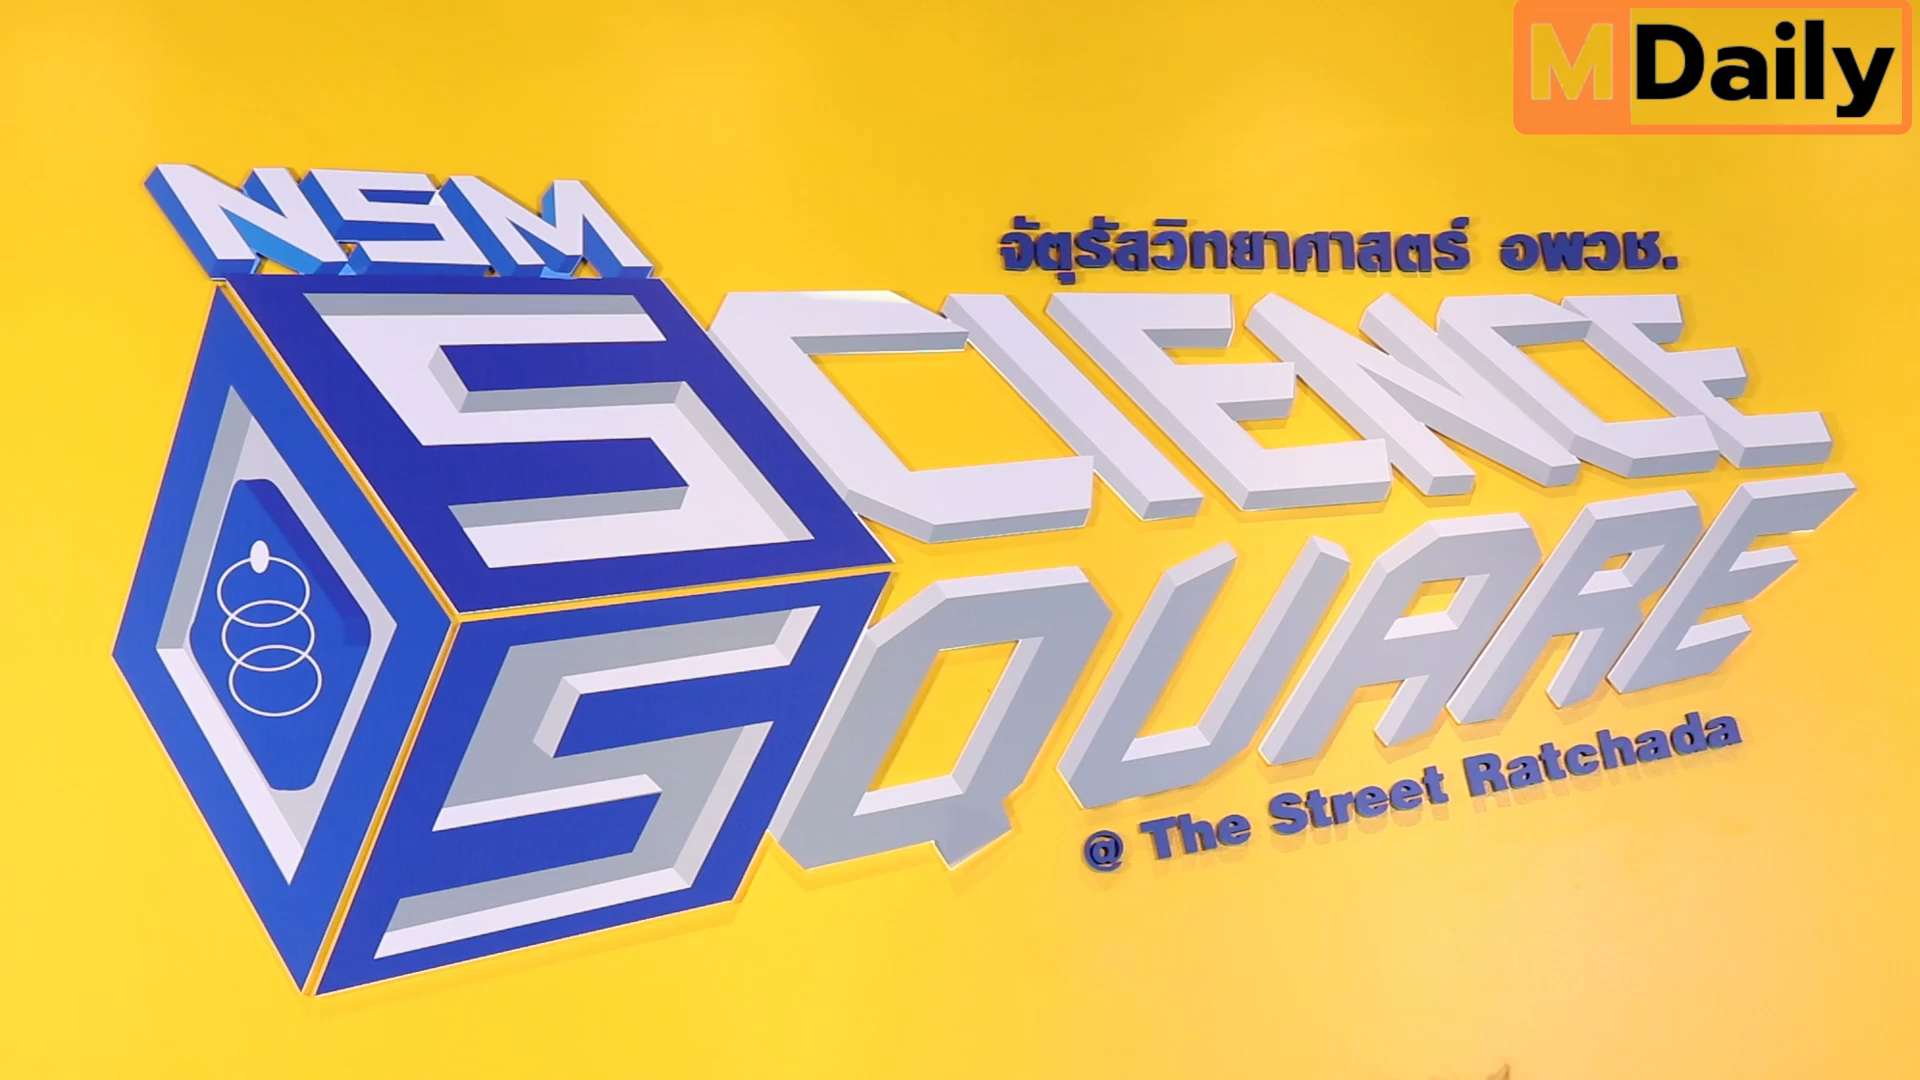 MDaily
NSM
จัตุรัสวิทยาศาสตร์ อพวช.
SCIENCE
SQUARE
@ The Street Ratchada